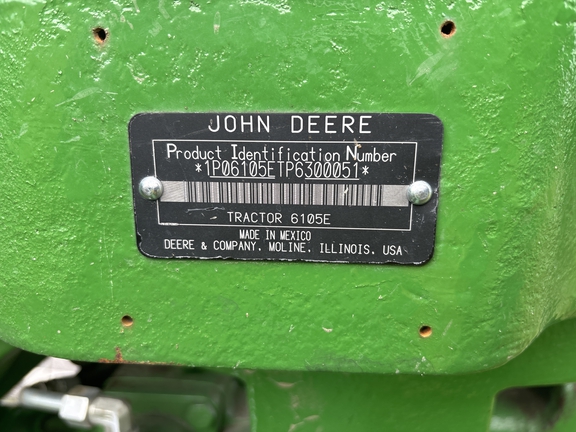 JOHN DEERE
Product Identification Number
*1P06105ETP6300051*
TRACTOR 6105E
MADE IN MEXICO
DEERE & COMPANY. MOLINE. ILLINOIS. USA